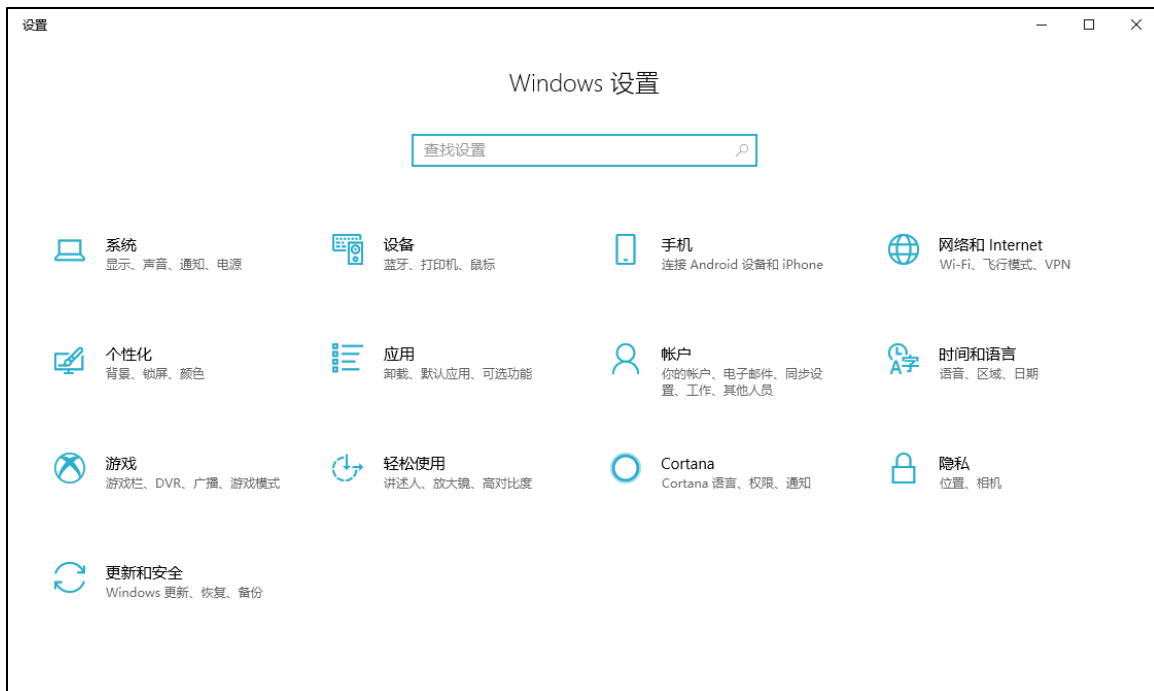 设置
Windows 设置
查找设置
系统
显示、声音、通知、电源
设备
蓝牙、打印机、鼠标
手机
连接 Android 设备和 iPhone
网络和 Internet
Wi-Fi、飞行模式、VPN
个性化
背景、锁屏、颜色
应用
卸载、默认应用、可选功能
帐户
你的帐户、电子邮件、同步设
置、工作、其他人员
时间和语言
语音、区域、日期
游戏
游戏栏、DVR、广播、游戏模式
轻松使用
讲述人、放大镜、高对比度
Cortana
Cortana 语言、权限、通知
隐私
位置、相机
更新和安全
Windows 更新、恢复、备份